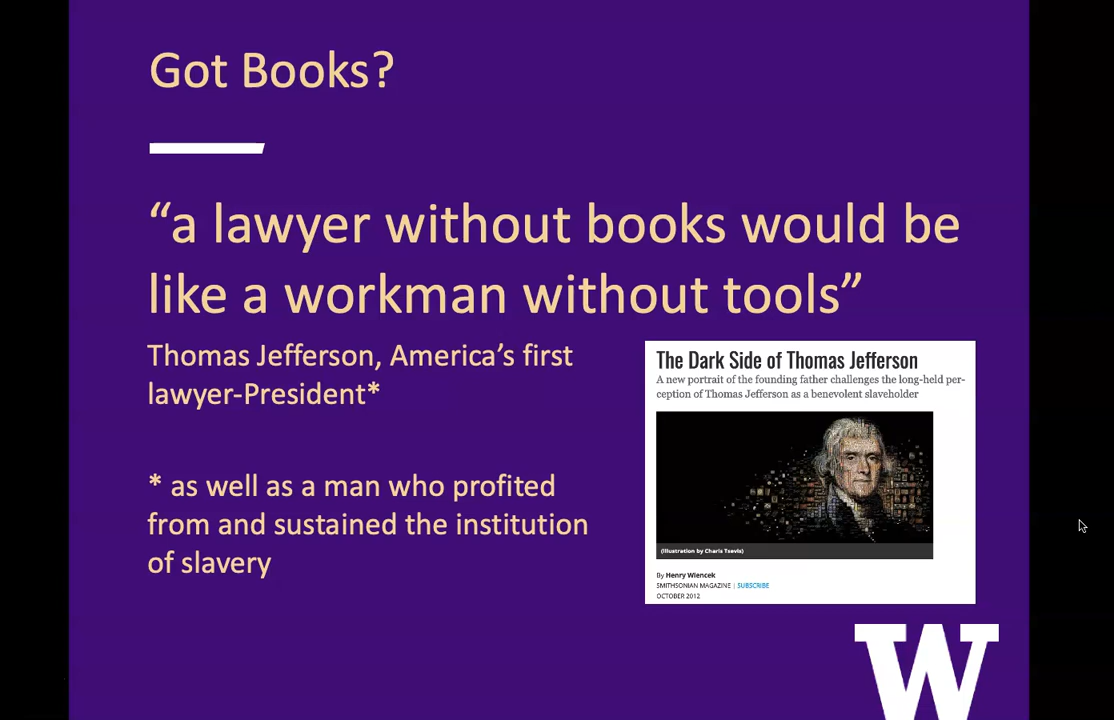 Got Books?
“a lawyer without books would be
like a workman without tools”
Thomas Jefferson, America’s first
lawyer-President*
* as well as a man who profited
from and sustained the institution
of slavery
The Dark Side of Thomas Jefferson
A new portrait of the founding father challenges the long-held per-
ception of Thomas Jefferson as a benevolent slaveholder
(Illustration by Charis Tsevis)
By Henry Wiencek
SMITHSONIAN MAGAZINE | SUBSCRIBE
OCTOBER 2012
W